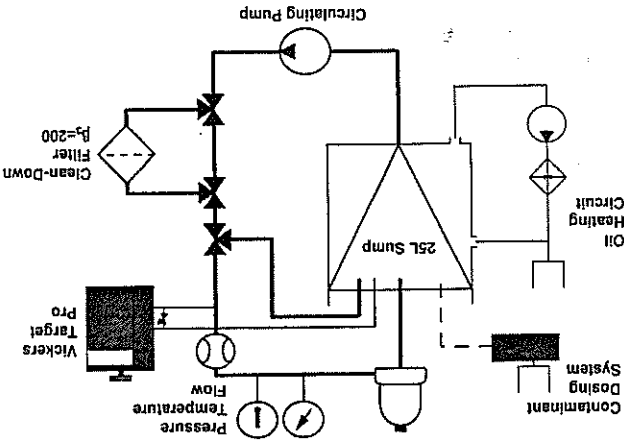 Contaminant
Dosing
System
Pressure
Temperature
Flow
Vickers
Target
Pro
Oil
Heating
Circuit
25L Sump
Clean-Down
Filter
β₃=200
Circulating Pump